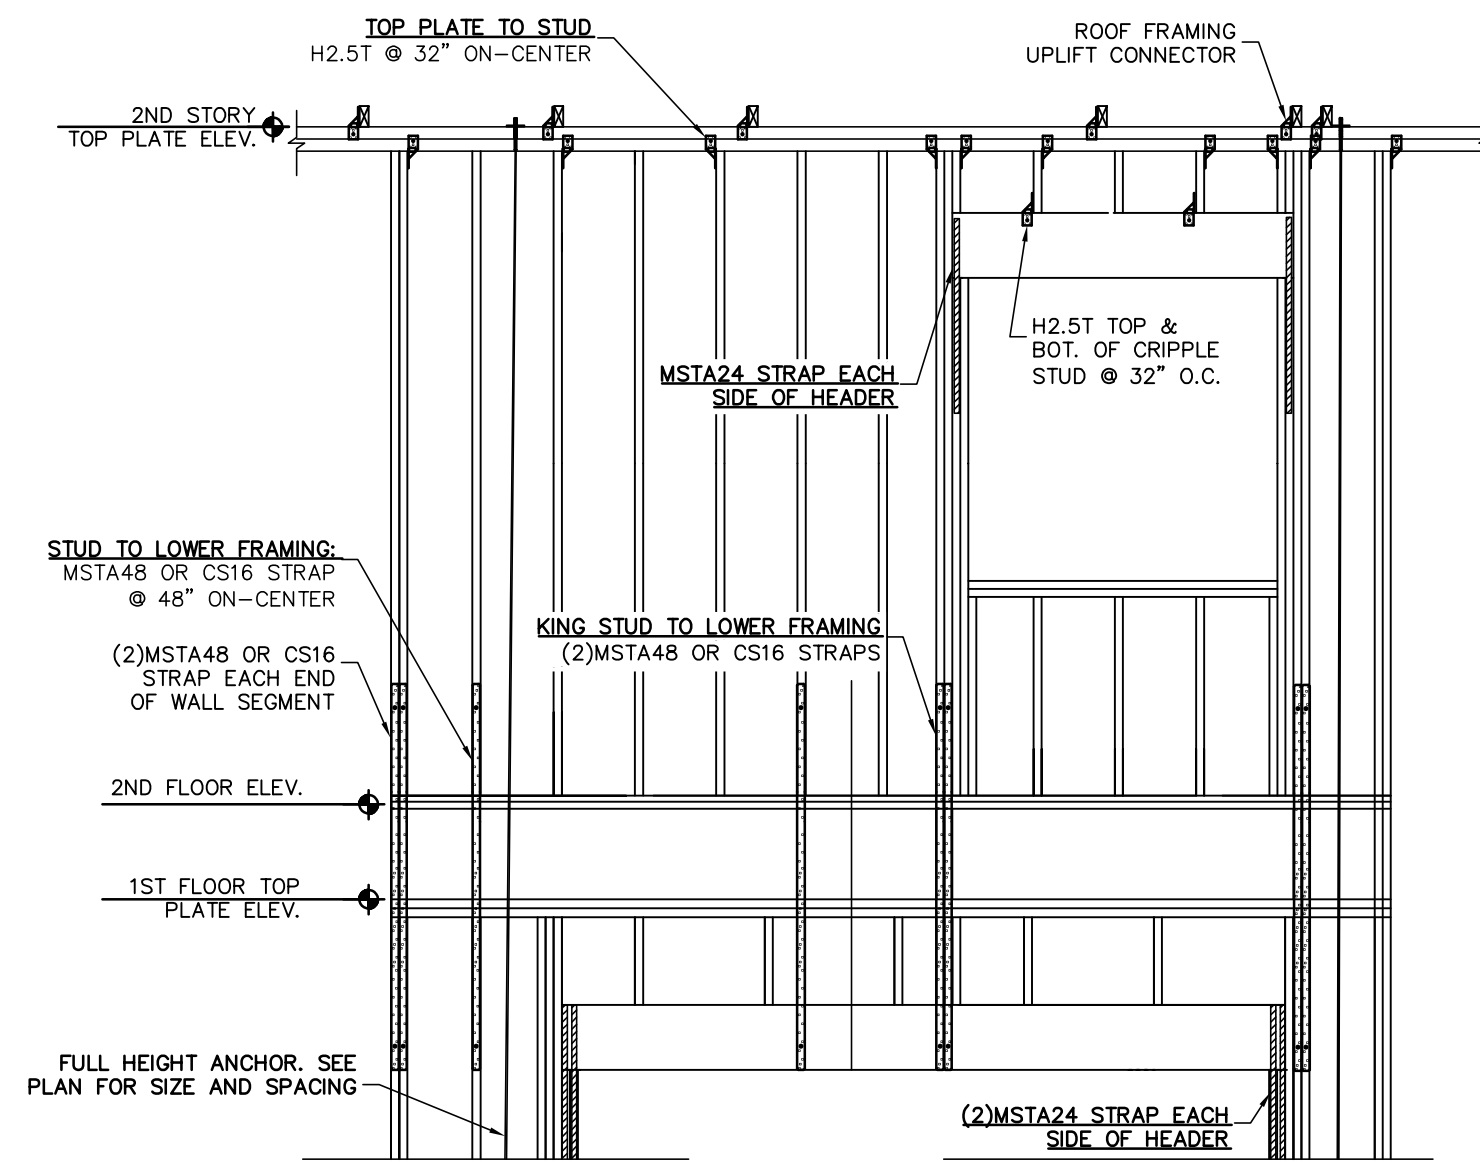 TOP PLATE TO STUD
H2.5T @ 32" ON-CENTER
ROOF FRAMING
UPLIFT CONNECTOR
2ND STORY
TOP PLATE ELEV.
H2.5T TOP &
BOT. OF CRIPPLE
STUD @ 32" O.C.
MSTA24 STRAP EACH
SIDE OF HEADER
STUD TO LOWER FRAMING:
MSTA48 OR CS16 STRAP
@ 48" ON-CENTER
KING STUD TO LOWER FRAMING
(2)MSTA48 OR CS16 STRAPS
(2)MSTA48 OR CS16
STRAP EACH END
OF WALL SEGMENT
2ND FLOOR ELEV.
1ST FLOOR TOP
PLATE ELEV.
FULL HEIGHT ANCHOR. SEE
PLAN FOR SIZE AND SPACING
(2)MSTA24 STRAP EACH
SIDE OF HEADER